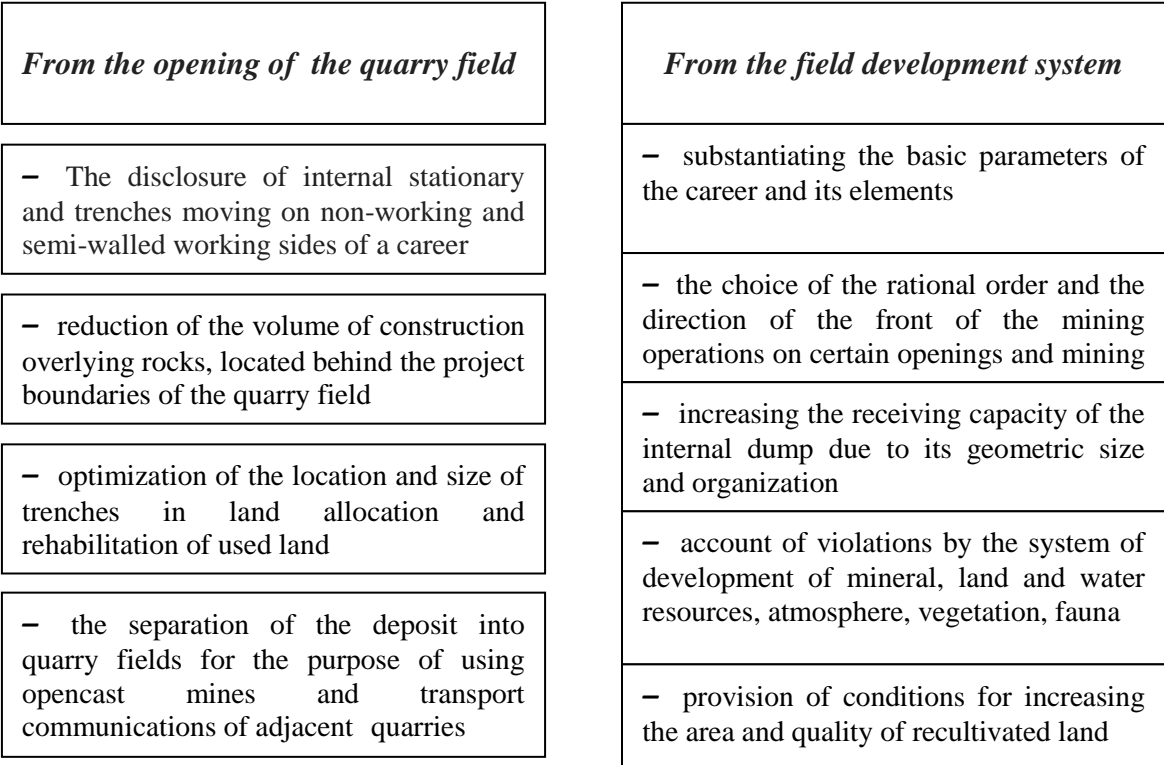 From the opening of the quarry field
– The disclosure of internal stationary
and trenches moving on non-working and
semi-walled working sides of a career
– reduction of the volume of construction
overlying rocks, located behind the project
boundaries of the quarry field
– optimization of the location and size of
trenches in land allocation and
rehabilitation of used land
– the separation of the deposit into
quarry fields for the purpose of using
opencast mines and transport
communications of adjacent quarries
From the field development system
– substantiating the basic parameters of
the career and its elements
– the choice of the rational order and the
direction of the front of the mining
operations on certain openings and mining
– increasing the receiving capacity of the
internal dump due to its geometric size
and organization
– account of violations by the system of
development of mineral, land and water
resources, atmosphere, vegetation, fauna
– provision of conditions for increasing
the area and quality of recultivated land